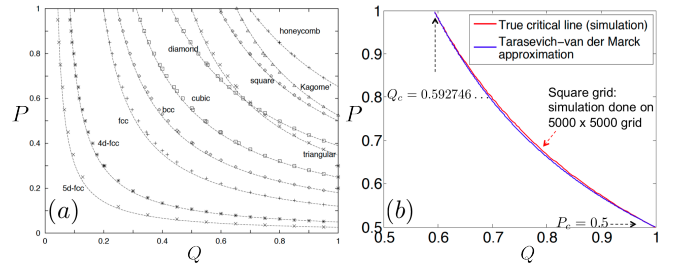 1
0.8
0.6
0.4
0.2
0
0
0.2
0.4
0.6
0.8
1
P
Q
(a)
honeycomb
diamond
square
Kagome'
cubic
bcc
fcc
triangular
4d-fcc
5d-fcc
1
0.9
0.8
0.7
0.6
0.5
0.5
0.6
0.7
0.8
0.9
1
P
Q
(b)
True critical line (simulation)
Tarasevich-van der Marck
approximation
Q_c = 0.592746...
Square grid:
simulation done on
5000 x 5000 grid
P_c = 0.5